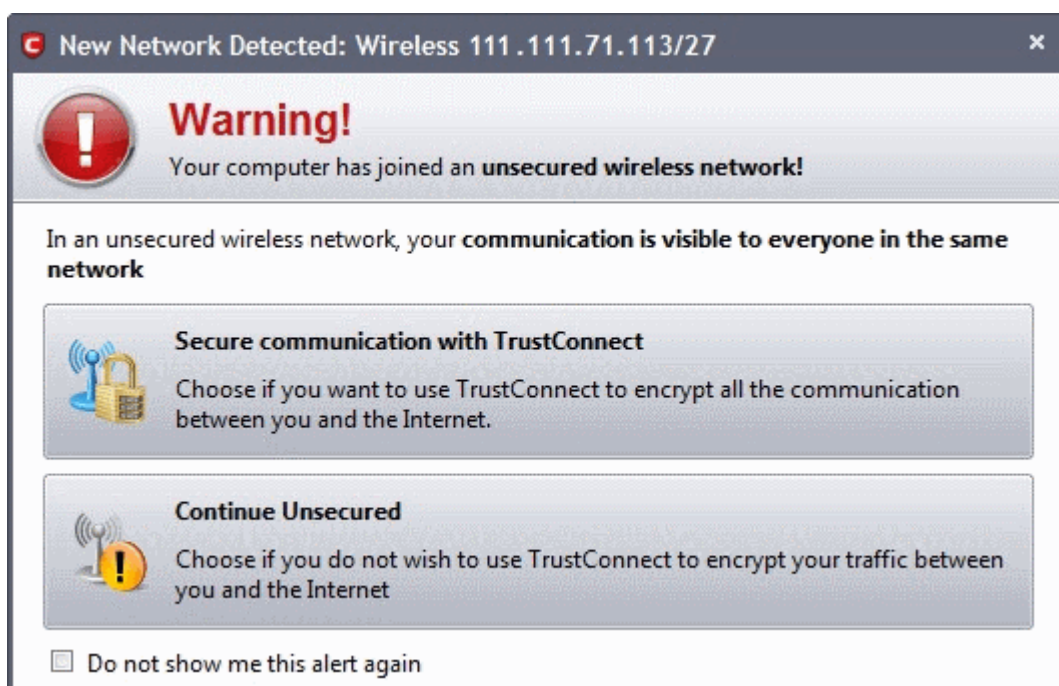 New Network Detected: Wireless 111.111.71.113/27
Warning!
Your computer has joined an unsecured wireless network!
In an unsecured wireless network, your communication is visible to everyone in the same
network
Secure communication with TrustConnect
Choose if you want to use TrustConnect to encrypt all the communication
between you and the Internet.
Continue Unsecured
Choose if you do not wish to use TrustConnect to encrypt your traffic between
you and the Internet
Do not show me this alert again